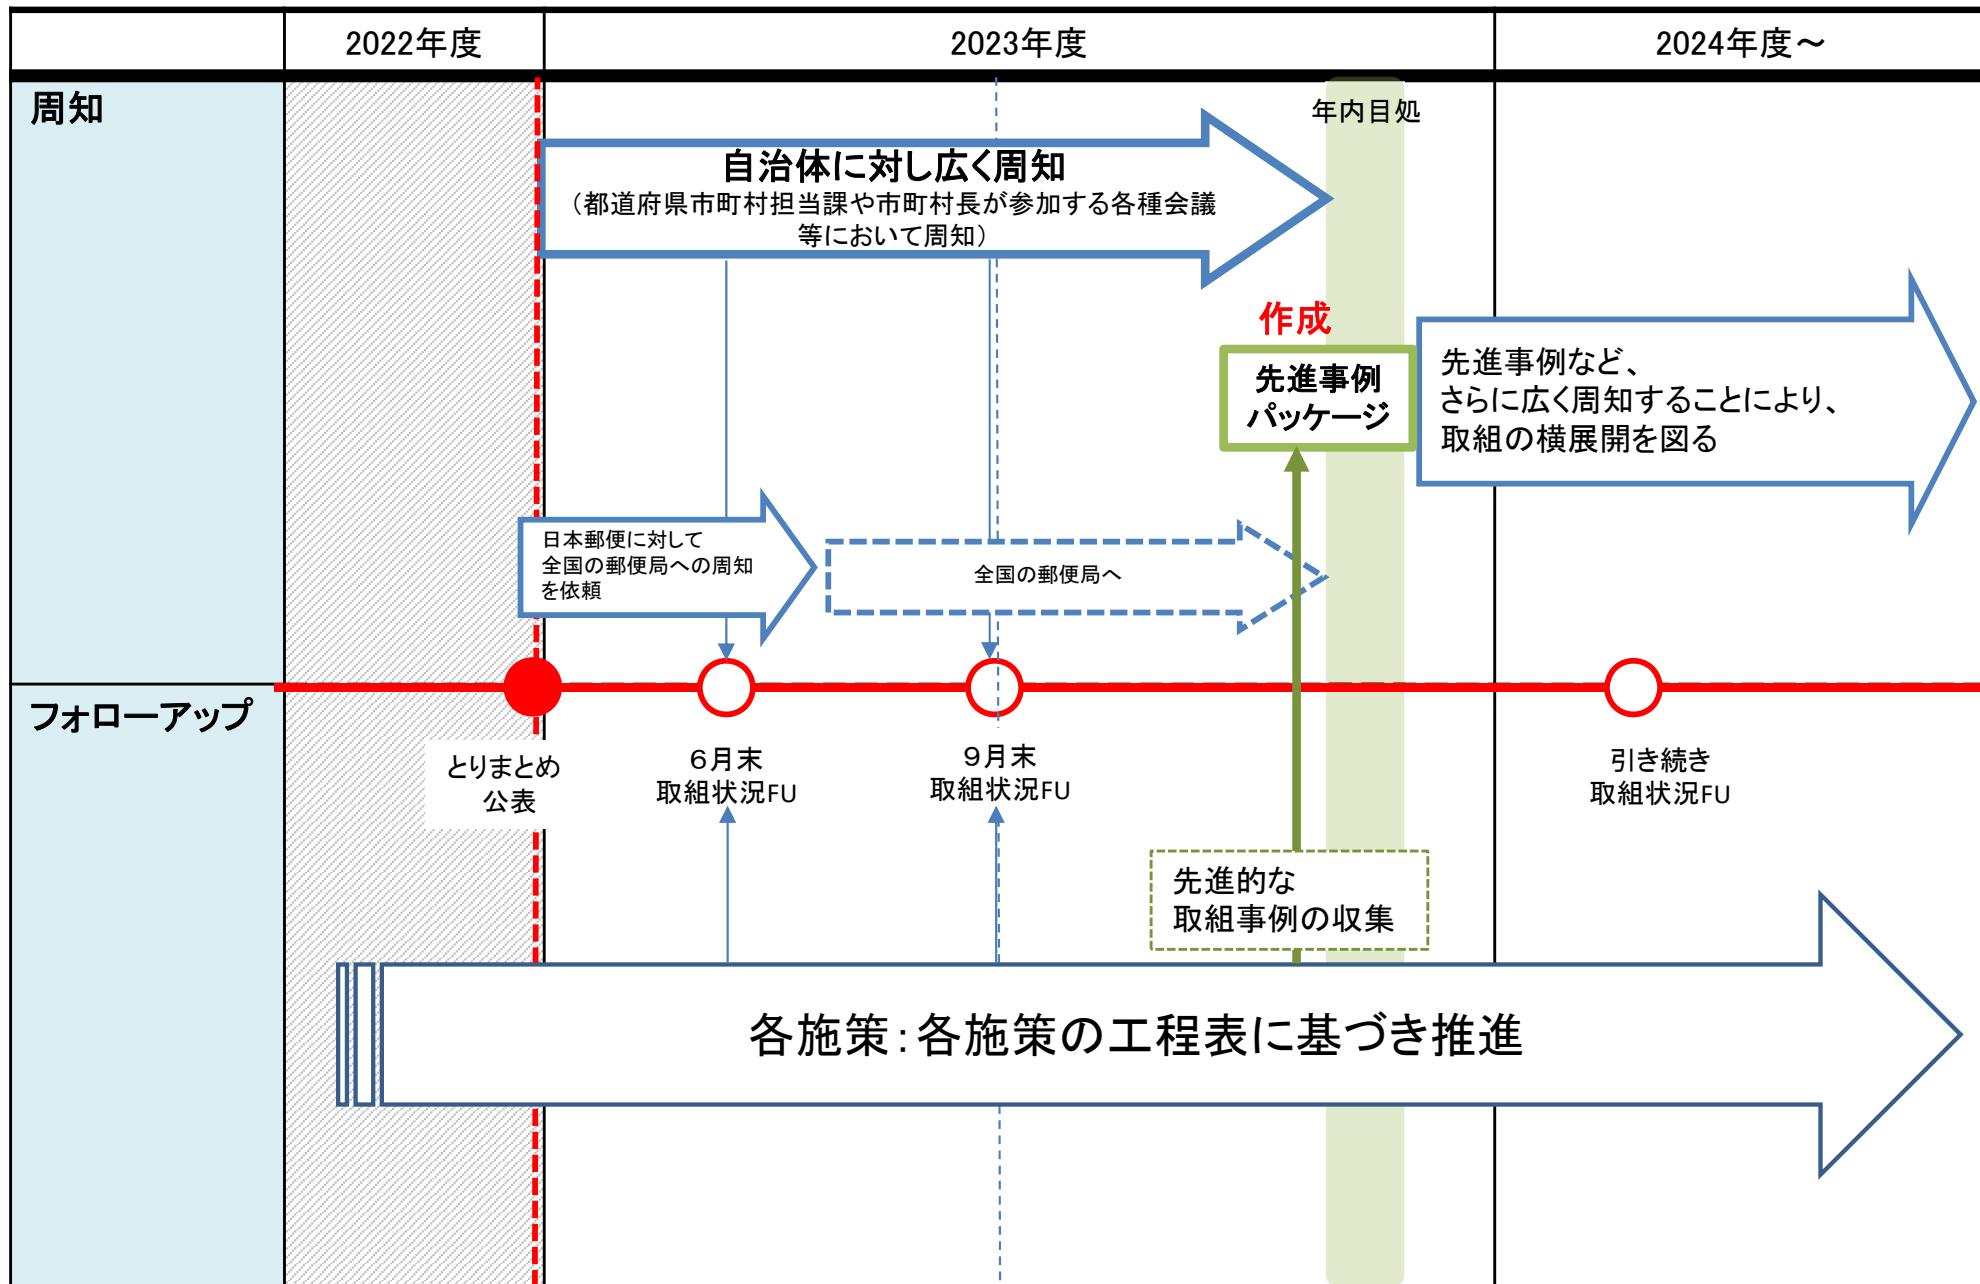 2022年度
2023年度
2024年度～
周知
年内目処
自治体に対し広く周知
（都道府県市町村担当課や市町村長が参加する各種会議
等において周知）
作成
先進事例
パッケージ
先進事例など、
さらに広く周知することにより、
取組の横展開を図る
日本郵便に対して
全国の郵便局への周知
を依頼
全国の郵便局へ
フォローアップ
とりまとめ
公表
６月末
取組状況FU
９月末
取組状況FU
引き続き
取組状況FU
先進的な
取組事例の収集
各施策：各施策の工程表に基づき推進